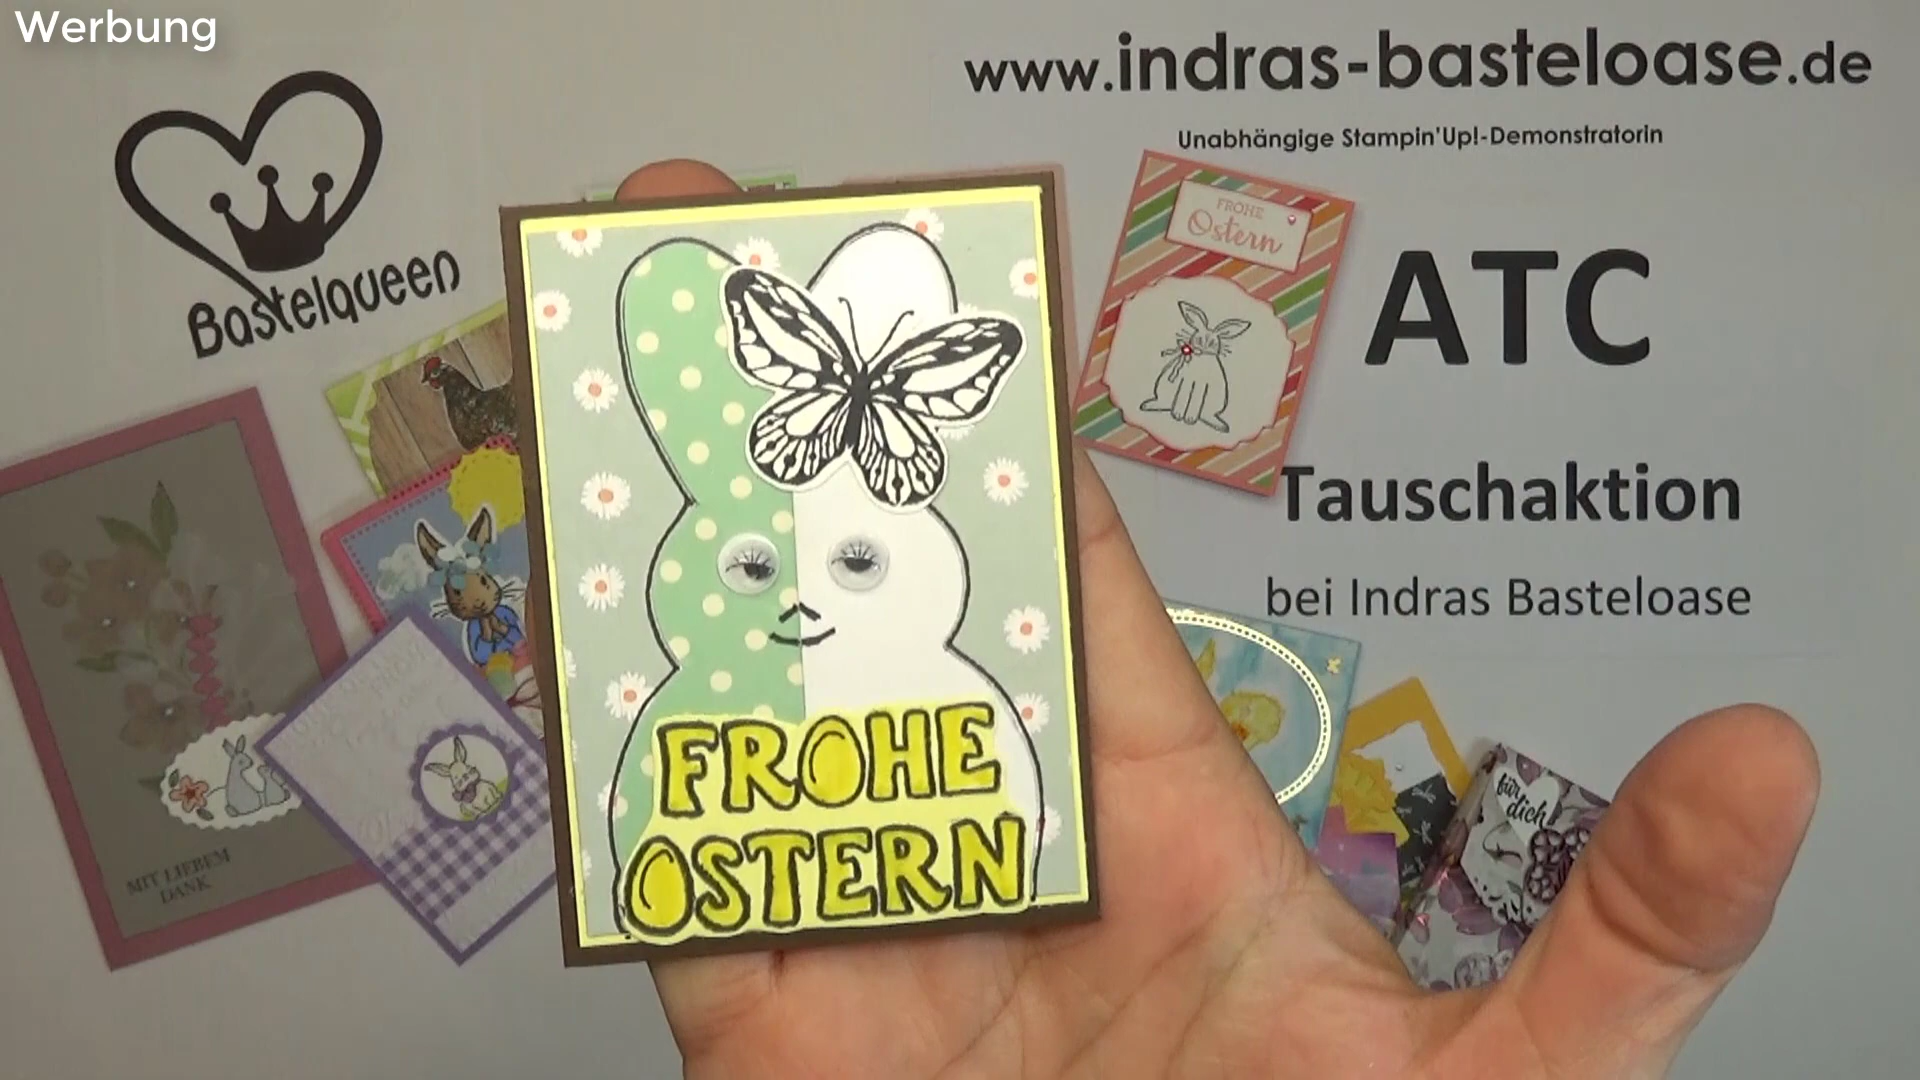 Werbung
www.indras-basteloase.de
Unabhängige Stampin'Up!-Demonstratorin
Bastelqueen
FROHE
Ostern
ATC
Tauschaktion
bei Indras Basteloase
FROHE
OSTERN
für
dich
MIT LIEBEM
DANK